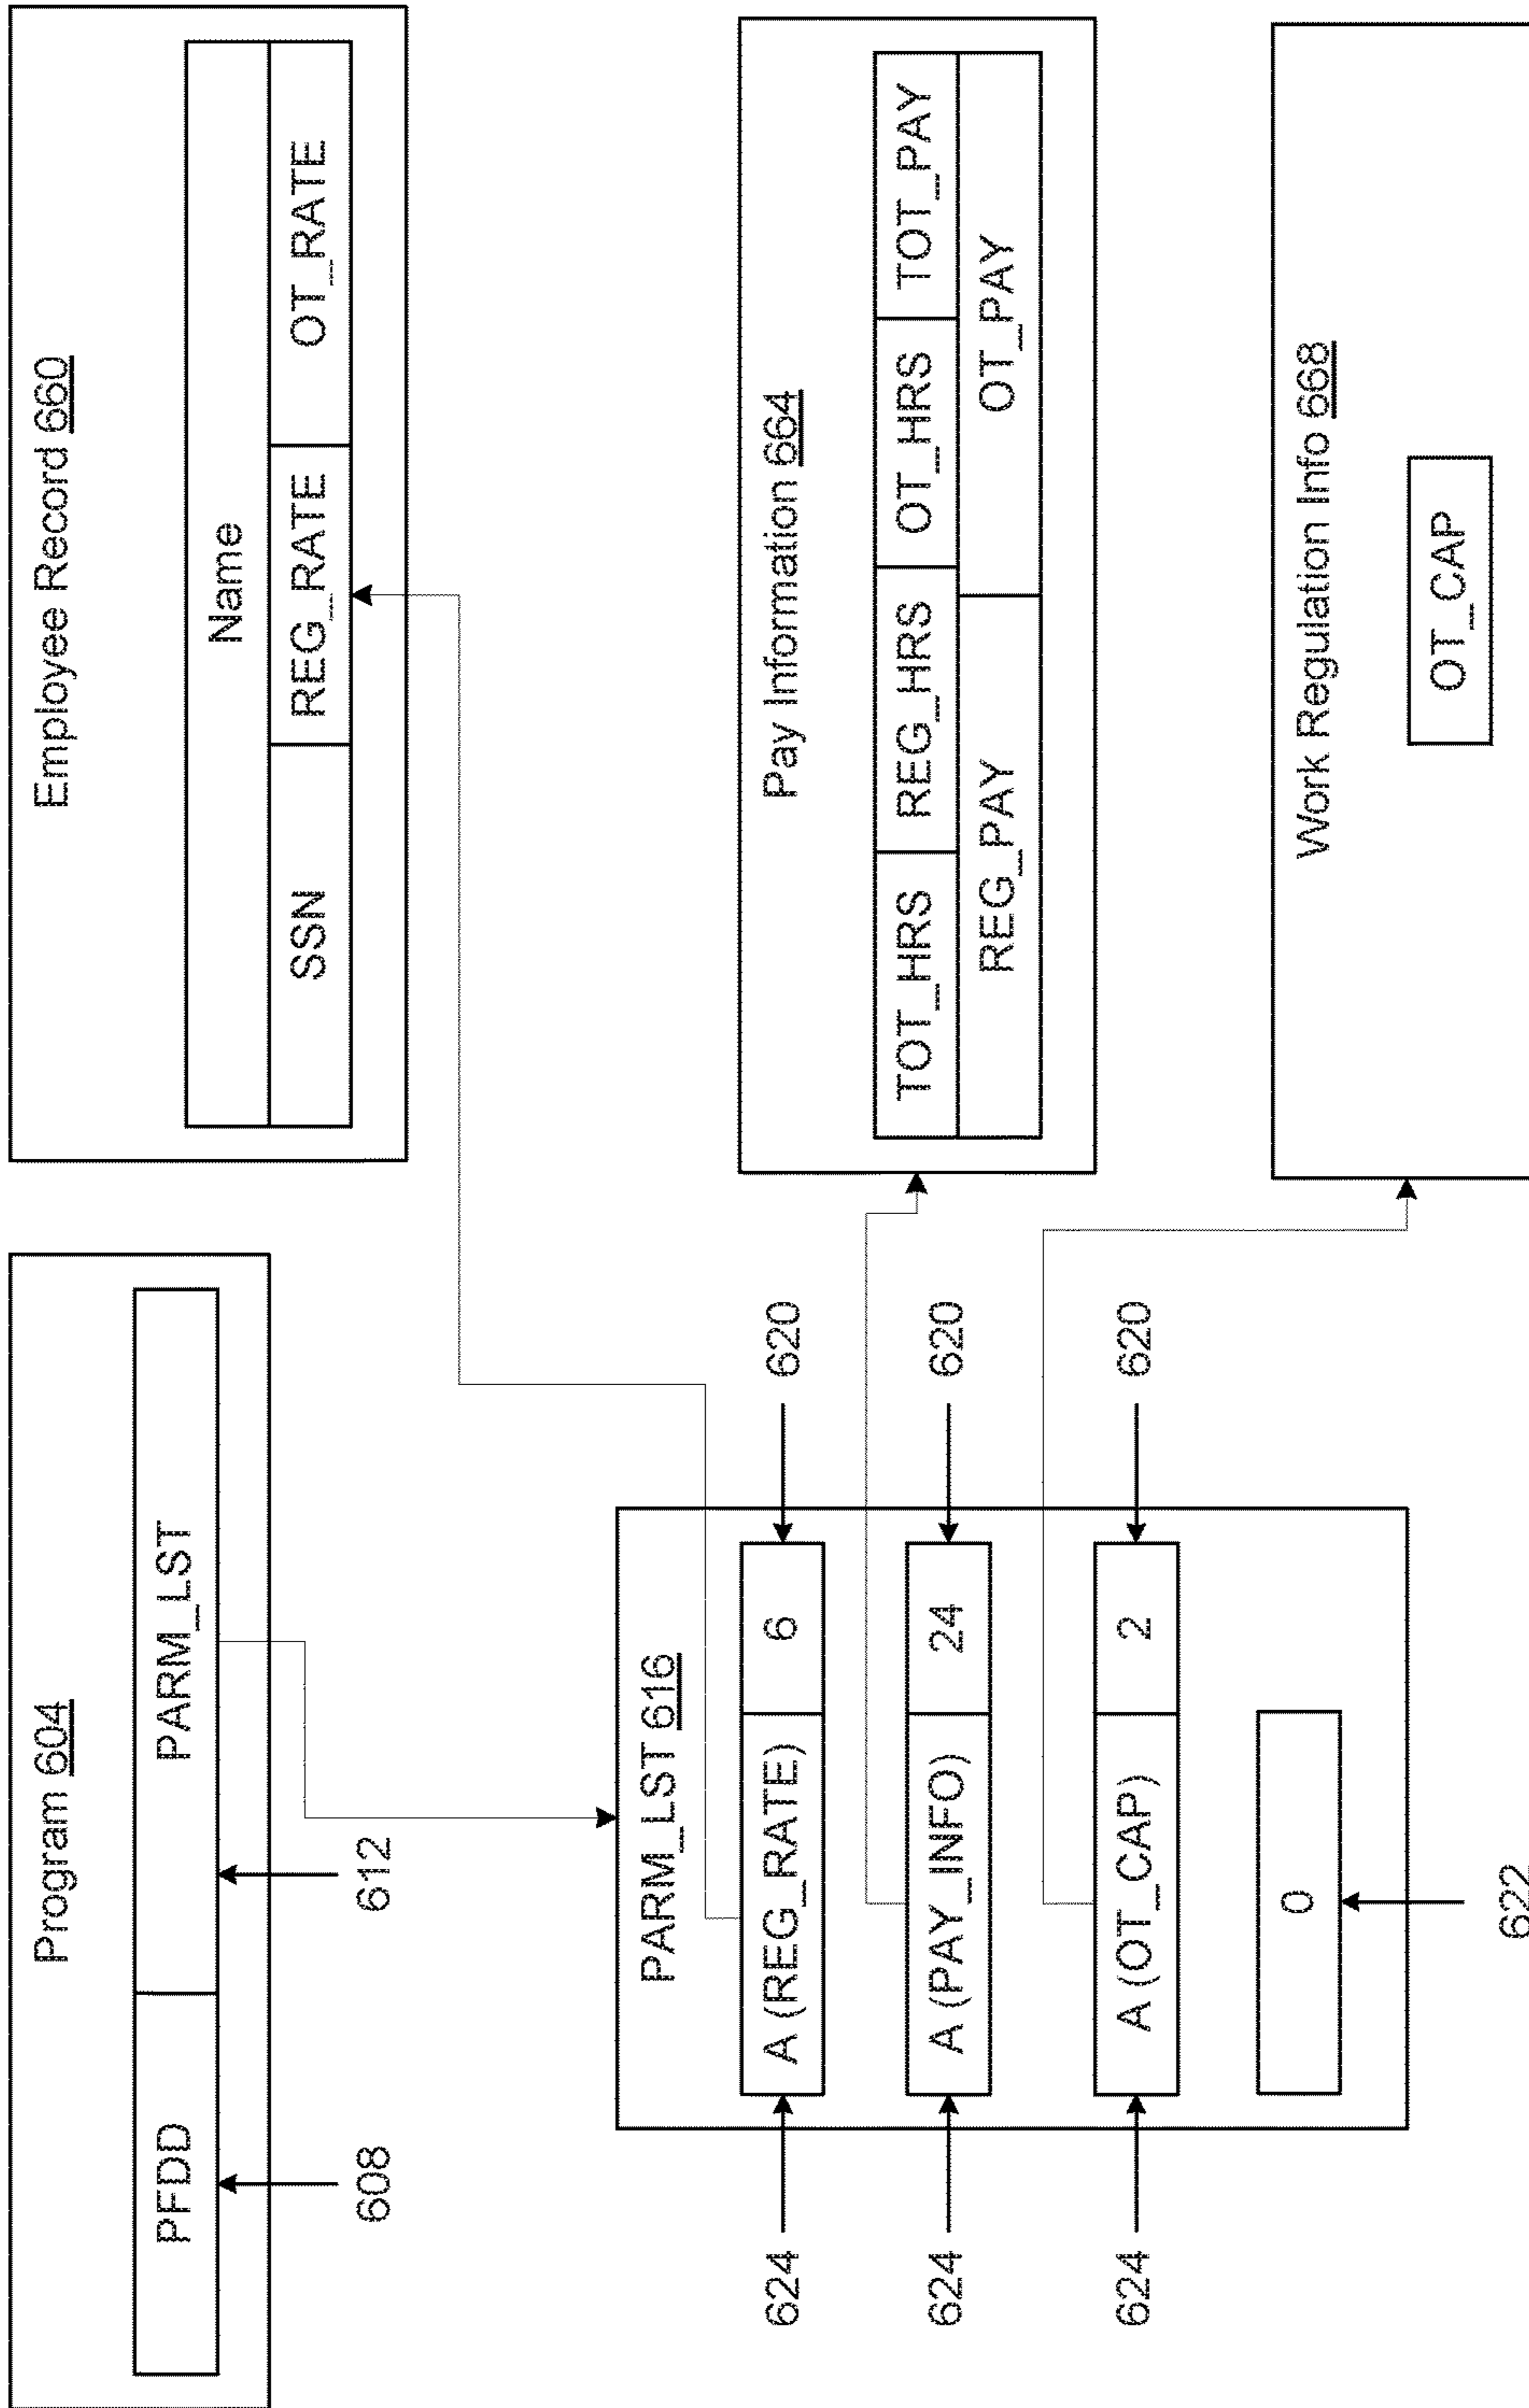 Program 604
PFDD
PARM_LST
608
612
PARM_LST 616
624
A (REG_RATE)
6
620
624
A (PAY_INFO)
24
620
624
A (OT_CAP)
2
620
0
622
Employee Record 660
Name
SSN
REG_RATE
OT_RATE
Pay Information 664
TOT_HRS
REG_HRS
OT_HRS
TOT_PAY
REG_PAY
OT_PAY
Work Regulation Info 668
OT_CAP